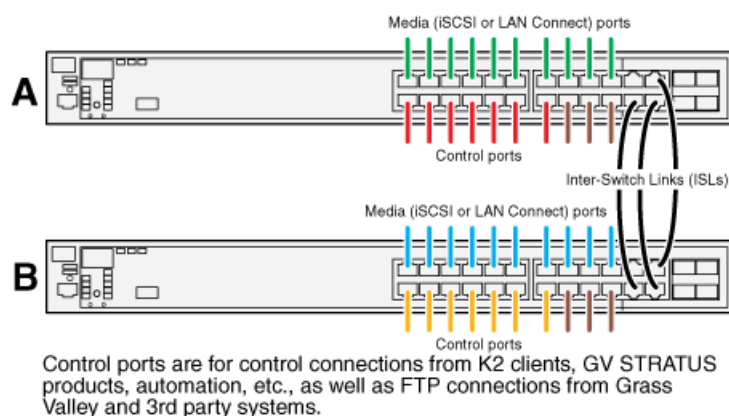 Media (iSCSI or LAN Connect) ports
A
Control ports
Inter-Switch Links (ISLs)
Media (iSCSI or LAN Connect) ports
B
Control ports
Control ports are for control connections from K2 clients, GV STRATUS
products, automation, etc., as well as FTP connections from Grass
Valley and 3rd party systems.